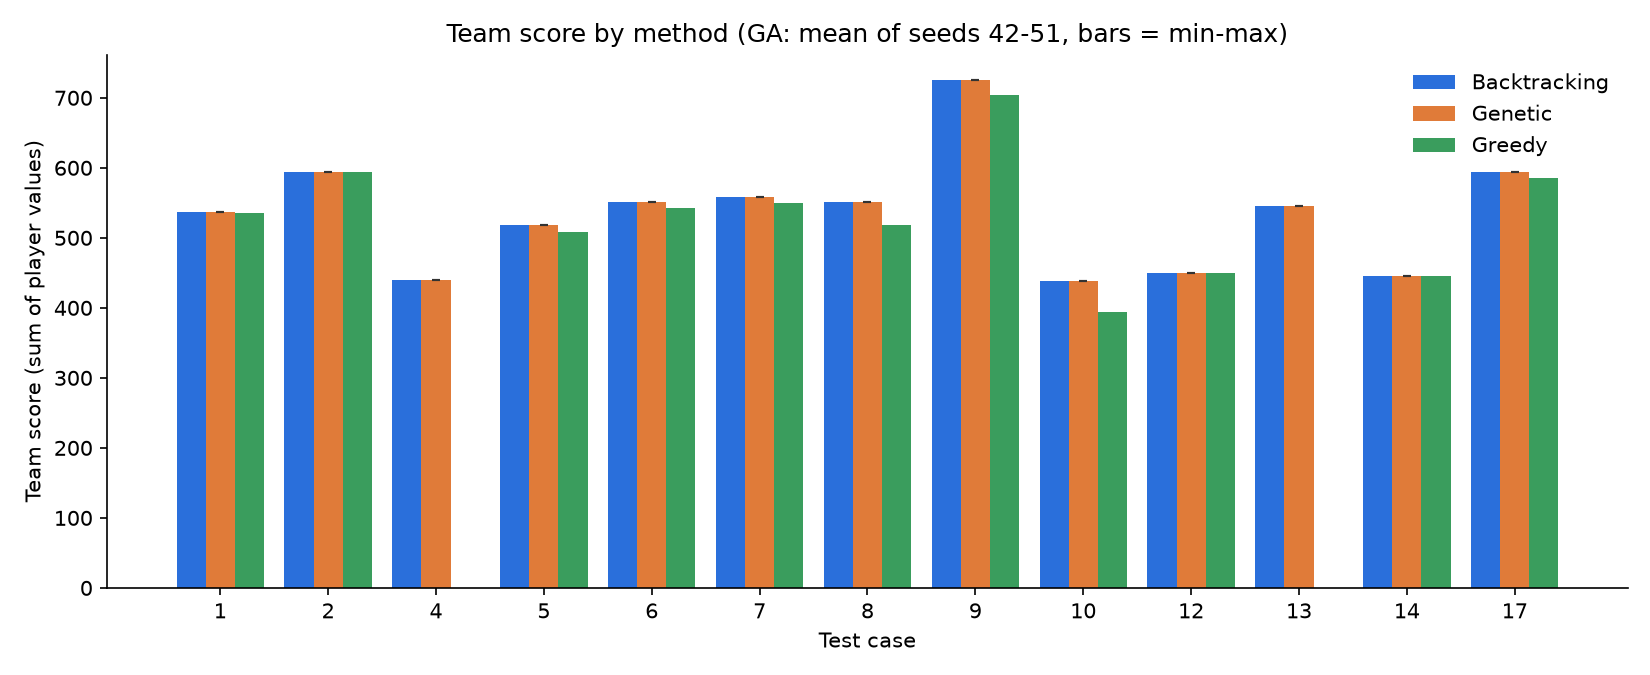 Team score by method (GA: mean of seeds 42-51, bars = min-max)
Backtracking
Genetic
Greedy
Team score (sum of player values)
700
600
500
400
300
200
100
0
1 2 4 5 6 7 8 9 10 12 13 14 17
Test case